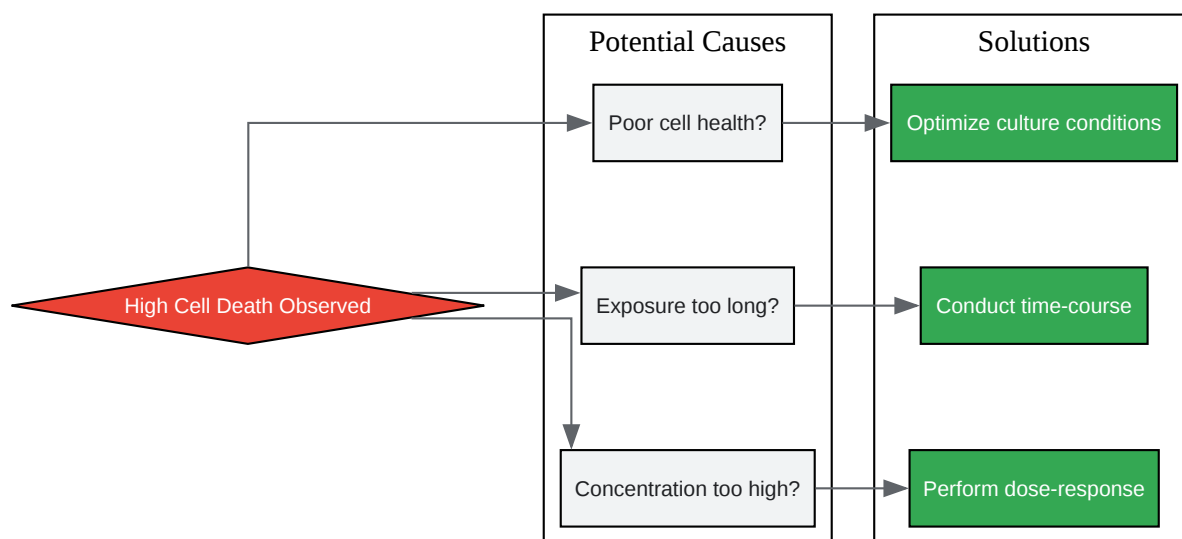 Potential Causes
Solutions
Poor cell health?
Optimize culture conditions
High Cell Death Observed
Exposure too long?
Conduct time-course
Concentration too high?
Perform dose-response